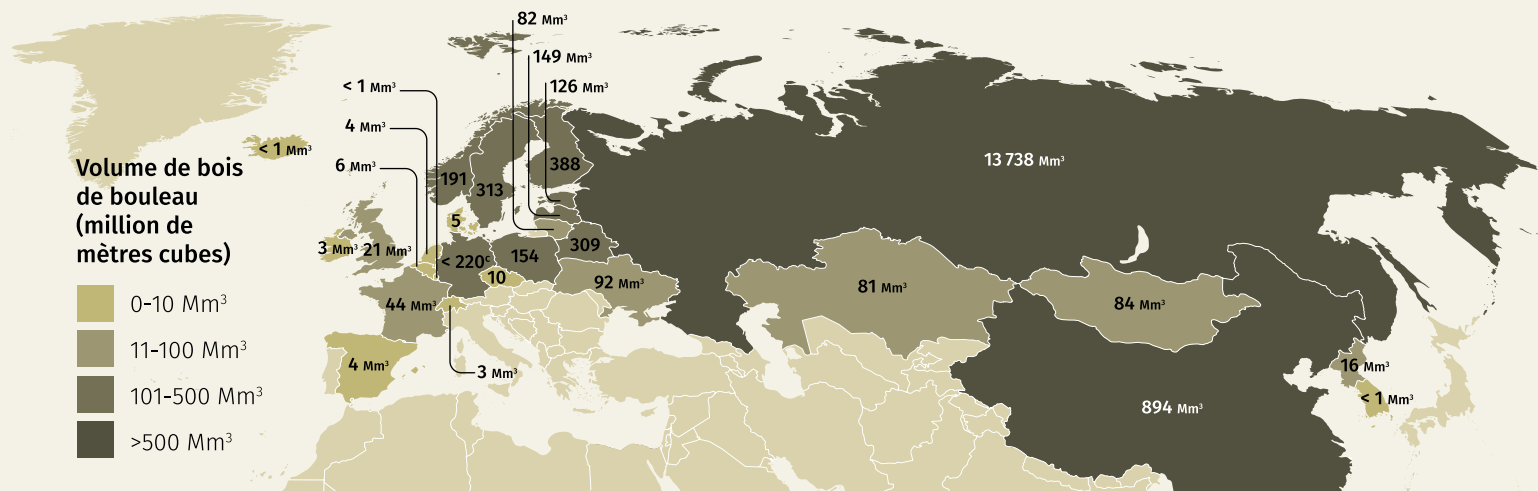 Volume de bois
de bouleau
(million de
mètres cubes)
0-10 Mm³
11-100 Mm³
101-500 Mm³
>500 Mm³
82 Mm³
149 Mm³
126 Mm³
< 1 Mm³
4 Mm³
6 Mm³
< 1 Mm³
191
313
388
5
3 Mm³
21 Mm³
< 220ᶜ
154
309
10
92 Mm³
44 Mm³
4 Mm³
3 Mm³
13 738 Mm³
81 Mm³
84 Mm³
894 Mm³
16 Mm³
< 1 Mm³